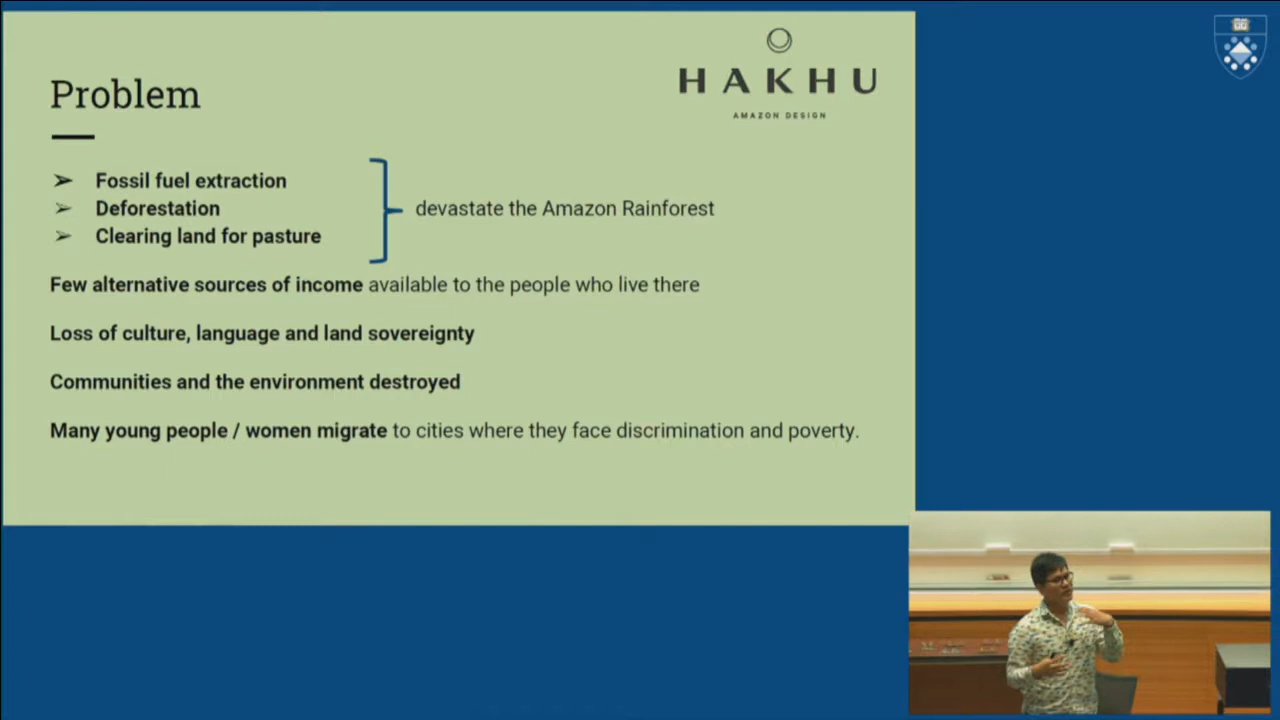 HAKHU
AMAZON DESIGN
Problem
➢ Fossil fuel extraction
➢ Deforestation
➢ Clearing land for pasture
devastate the Amazon Rainforest
Few alternative sources of income available to the people who live there
Loss of culture, language and land sovereignty
Communities and the environment destroyed
Many young people / women migrate to cities where they face discrimination and poverty.